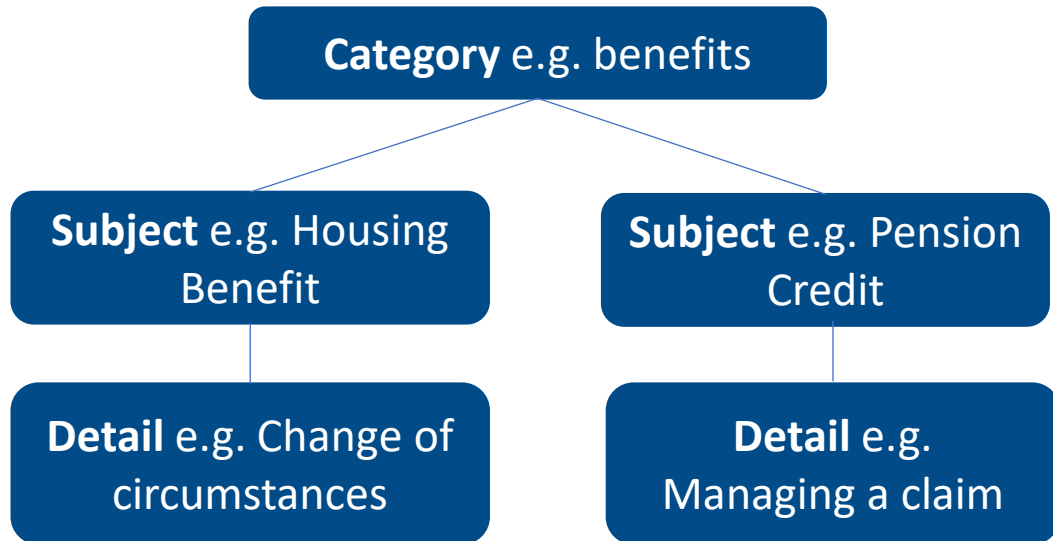 Category e.g. benefits
Subject e.g. Housing
Benefit
Subject e.g. Pension
Credit
Detail e.g. Change of
circumstances
Detail e.g.
Managing a claim